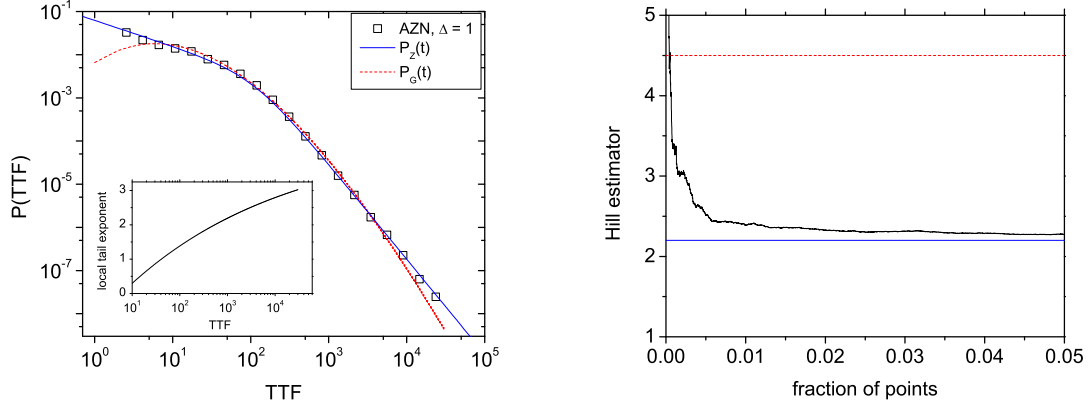 10^-1
10^-3
10^-5
10^-7
P(TTF)
AZN, Δ = 1
P_Z(t)
P_G(t)
3
2
1
0
local tail exponent
10^1 10^2 10^3 10^4
TTF
10^0 10^1 10^2 10^3 10^4 10^5
TTF
5
4
3
2
1
Hill estimator
0.00 0.01 0.02 0.03 0.04 0.05
fraction of points